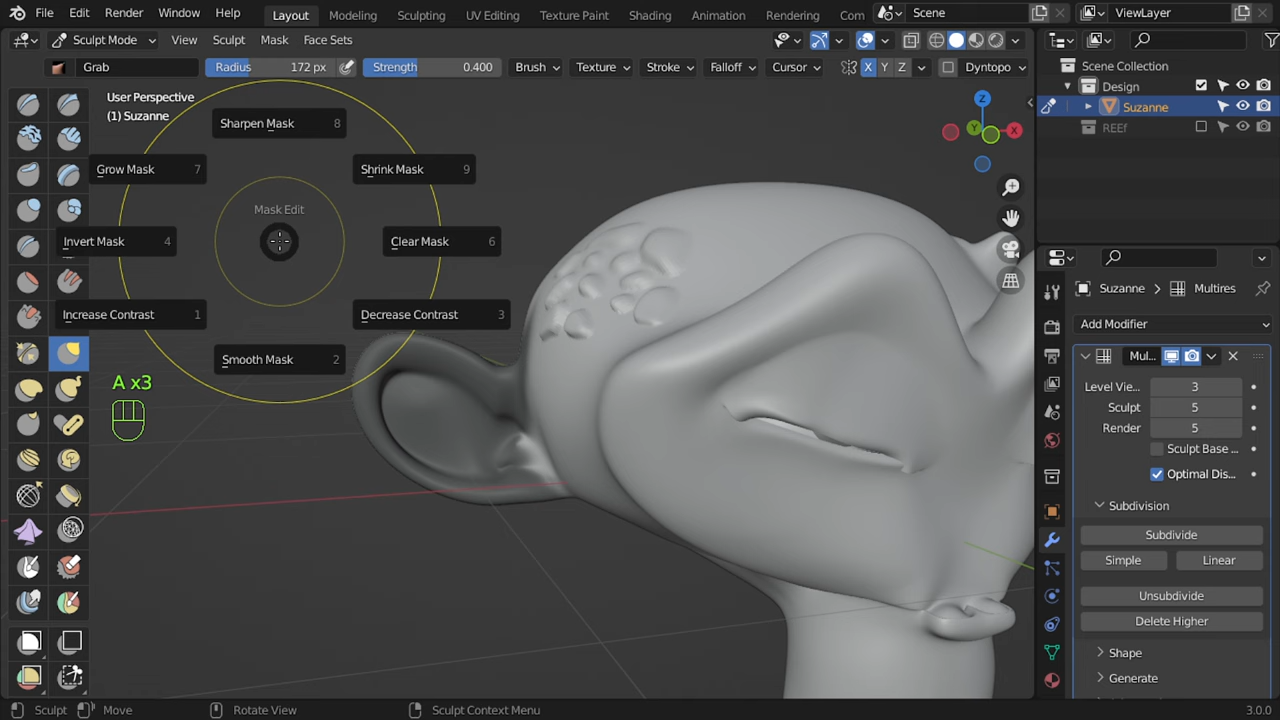 File Edit Render Window Help Layout Modeling Sculpting UV Editing Texture Paint Shading Animation Rendering Com Scene ViewLayer
Sculpt Mode View Sculpt Mask Face Sets
Grab Radius 172 px Strength 0.400 Brush Texture Stroke Falloff Cursor X Y Z Dyntopo
Scene Collection
Design
Suzanne
REEf
User Perspective
(1) Suzanne
Z
Y
X
Sharpen Mask 8
Grow Mask 7
Shrink Mask 9
Mask Edit
Invert Mask 4
Clear Mask 6
Increase Contrast 1
Decrease Contrast 3
Smooth Mask 2
A x3
Suzanne > Multires
Add Modifier
Mul...
Level Vie... 3
Sculpt 5
Render 5
Sculpt Base ...
Optimal Dis...
Subdivision
Subdivide
Simple Linear
Unsubdivide
Delete Higher
Shape
Generate
Sculpt Move Rotate View Sculpt Context Menu 3.0.0